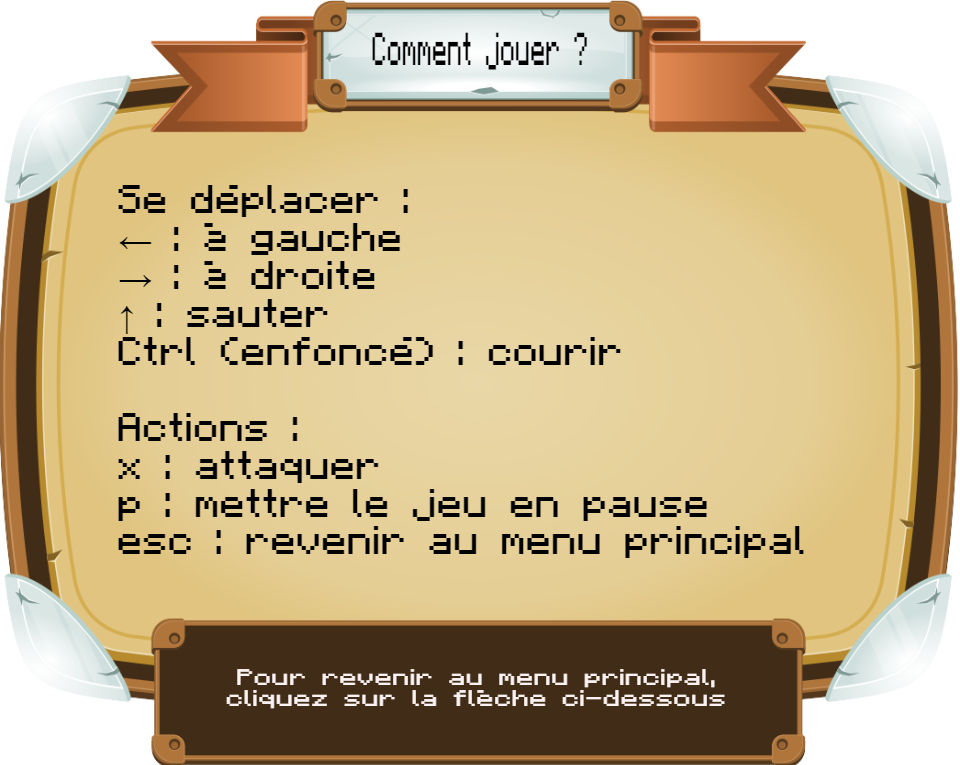 Comment jouer ?
Se déplacer :
← : à gauche
→ : à droite
↑ : sauter
Ctrl (enfoncé) : courir
Actions :
x : attaquer
p : mettre le jeu en pause
esc : revenir au menu principal
Pour revenir au menu principal,
cliquez sur la flèche ci-dessous